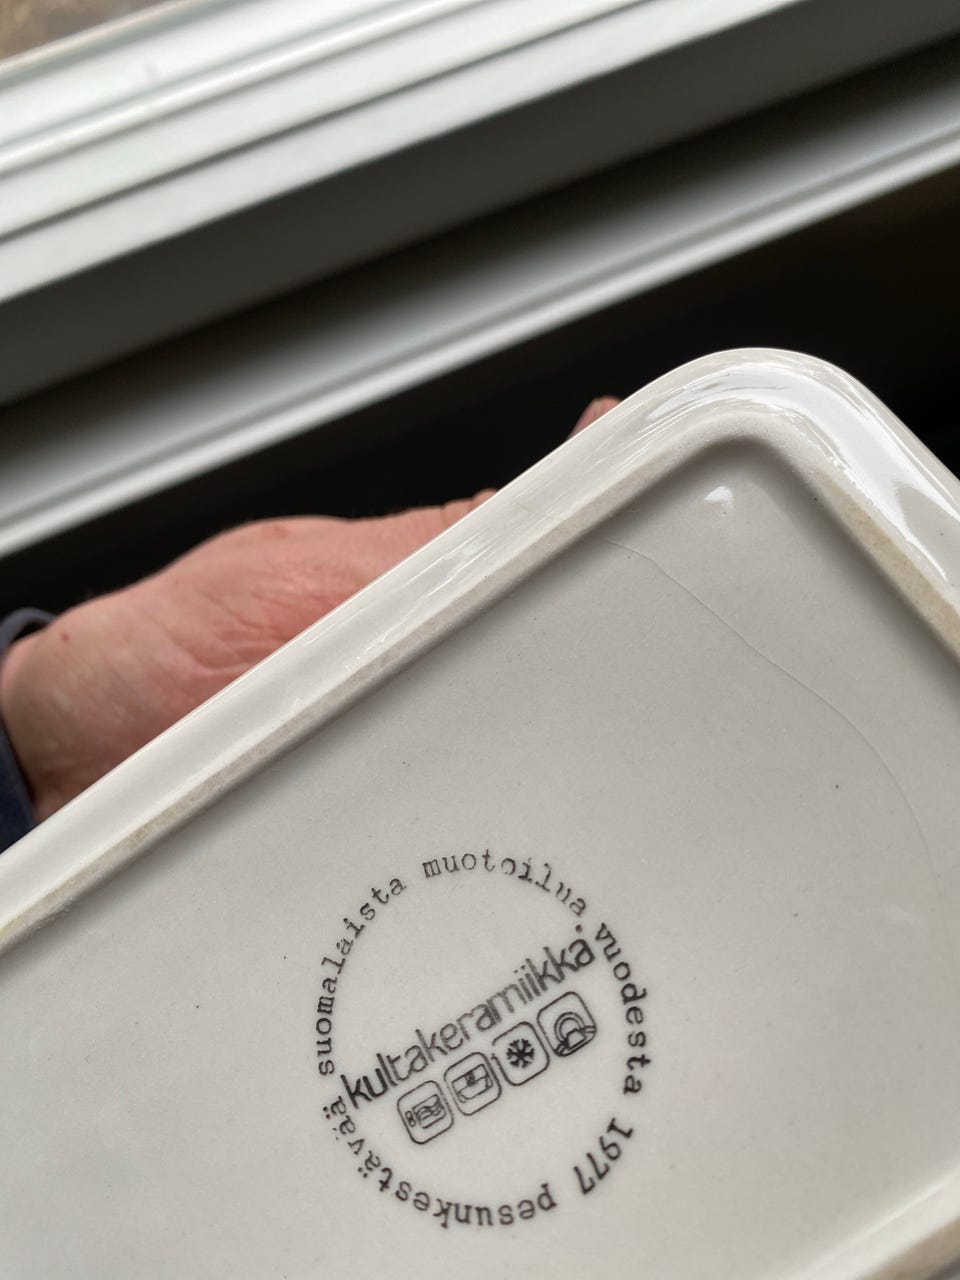 suomalaista muotoilua vuodesta 1977 pesunkestävää
kultakeramiikka